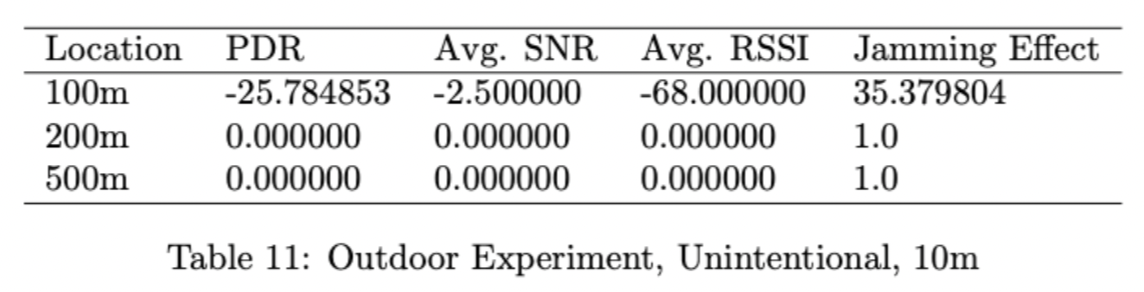 Location PDR Avg. SNR Avg. RSSI Jamming Effect
100m -25.784853 -2.500000 -68.000000 35.379804
200m 0.000000 0.000000 0.000000 1.0
500m 0.000000 0.000000 0.000000 1.0
Table 11: Outdoor Experiment, Unintentional, 10m